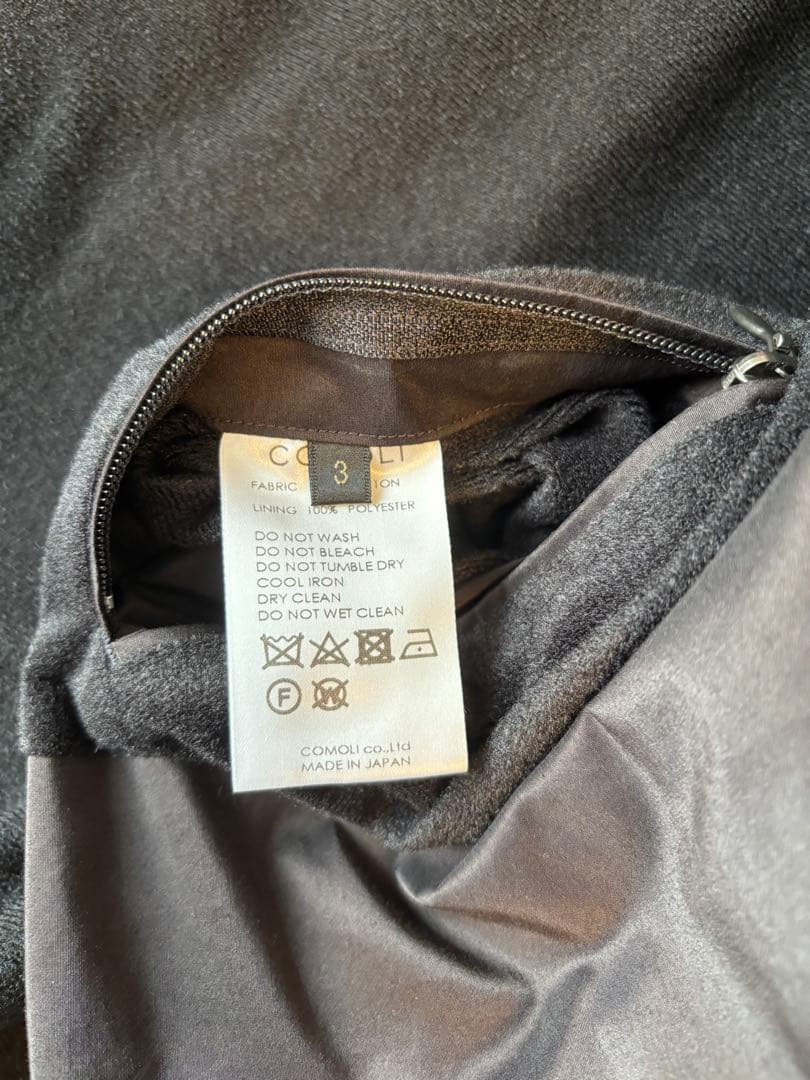 3
FABRIC
LINING 100% POLYESTER
DO NOT WASH
DO NOT BLEACH
DO NOT TUMBLE DRY
COOL IRON
DRY CLEAN
DO NOT WET CLEAN
F W
COMOLI co.,Ltd
MADE IN JAPAN